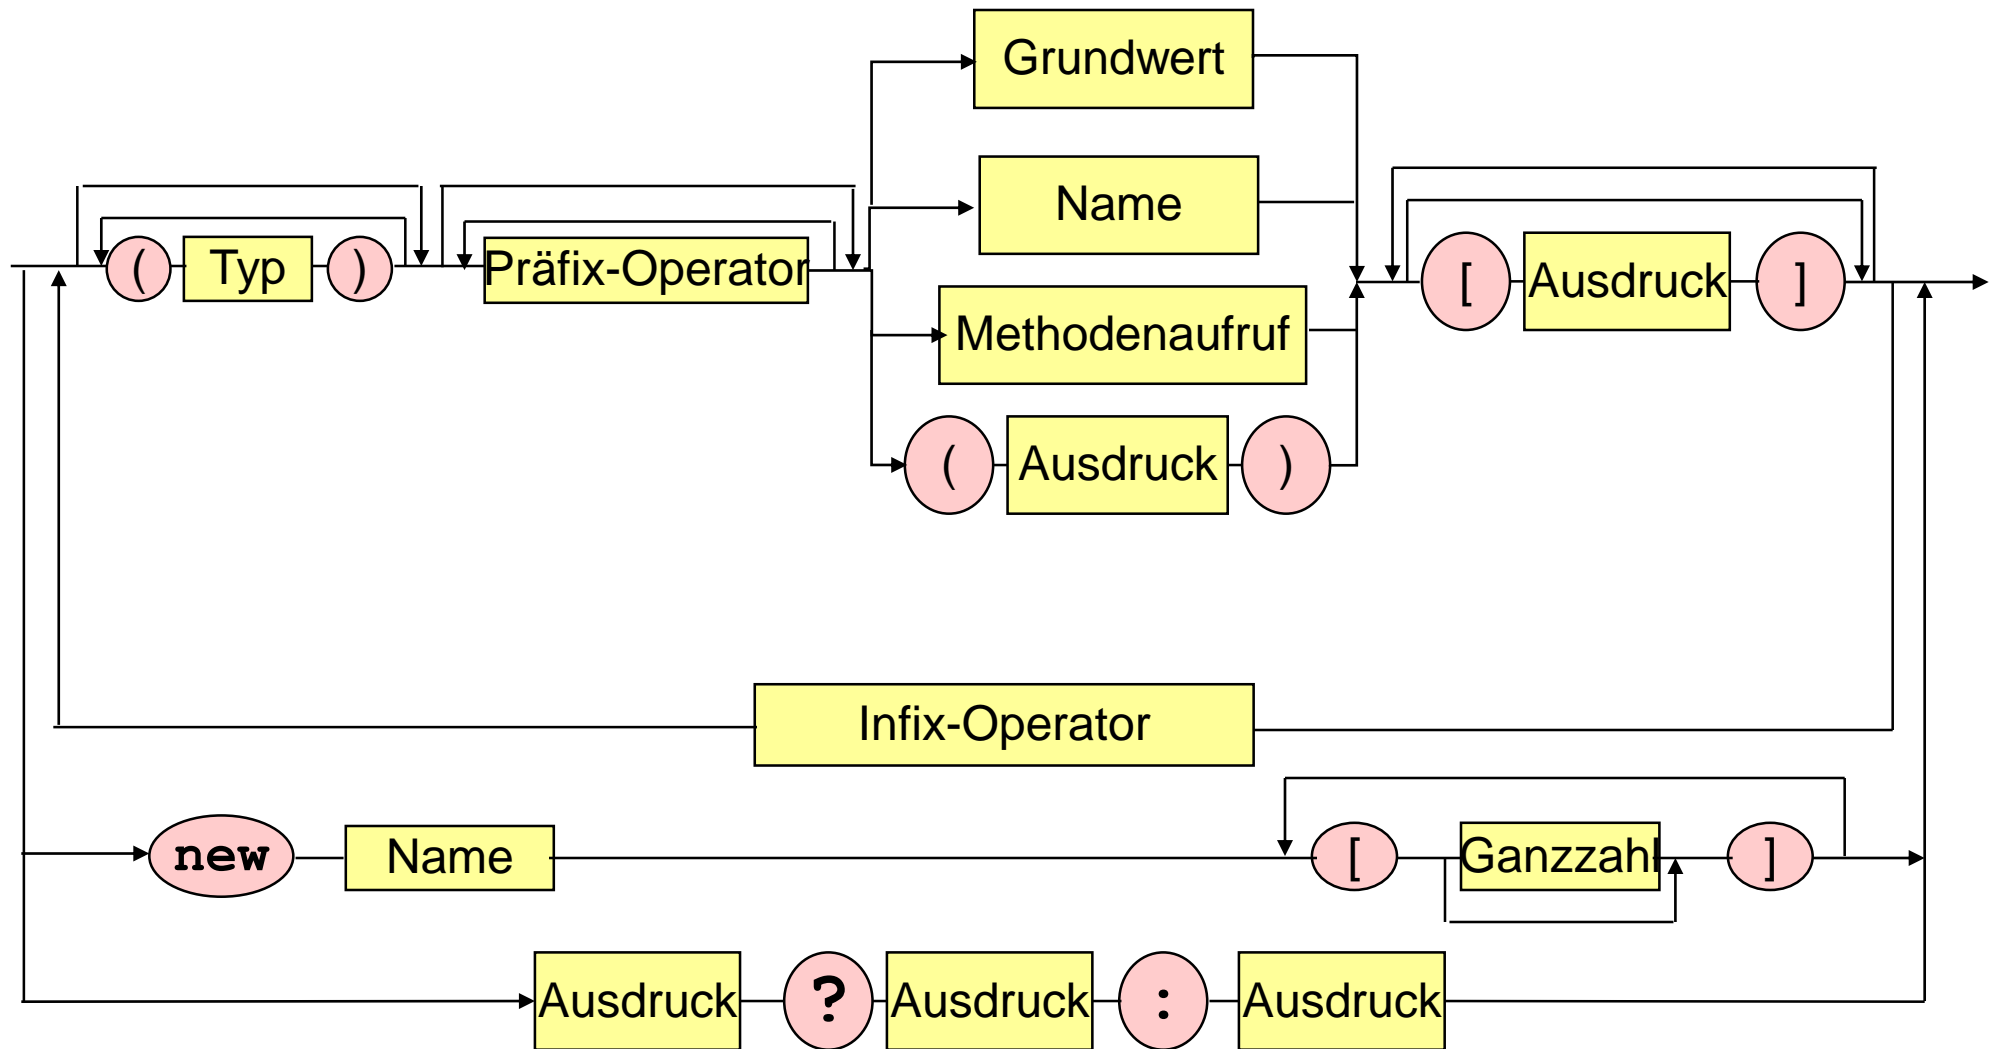 Grundwert
Name
( Typ ) Präfix-Operator [ Ausdruck ]
Methodenaufruf
( Ausdruck )
Infix-Operator
new Name [ Ganzzahl ]
Ausdruck ? Ausdruck : Ausdruck